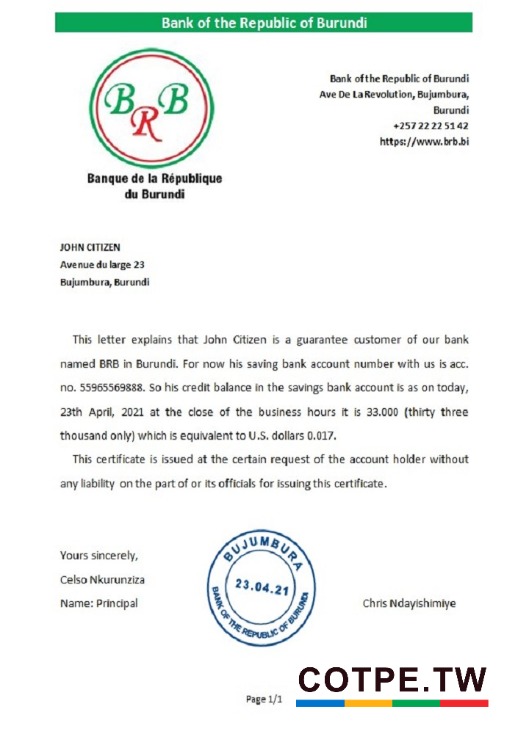 Bank of the Republic of Burundi
BRB
Banque de la République
du Burundi
Bank of the Republic of Burundi
Ave De La Revolution, Bujumbura,
Burundi
+257 22 22 51 42
https://www.brb.bi
JOHN CITIZEN
Avenue du large 23
Bujumbura, Burundi
This letter explains that John Citizen is a guarantee customer of our bank
named BRB in Burundi. For now his saving bank account number with us is acc.
no. 55965569888. So his credit balance in the savings bank account is as on today,
23th April, 2021 at the close of the business hours it is 33.000 (thirty three
thousand only) which is equivalent to U.S. dollars 0.017.
This certificate is issued at the certain request of the account holder without
any liability on the part of or its officials for issuing this certificate.
Yours sincerely,
Celso Nkurunziza
Name: Principal
BUJUMBURA
23.04.21
BANK OF THE REPUBLIC OF BURUNDI
Chris Ndayishimiye
COTPE.TW
Page 1/1